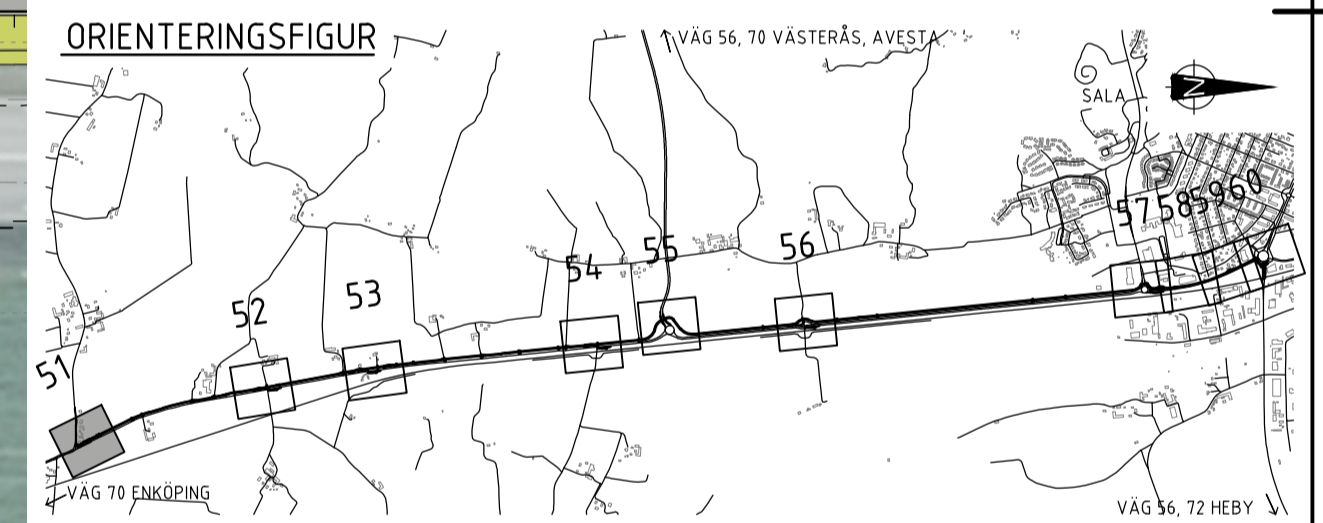 ORIENTERINGSFIGUR
VÄG 56, 70 VÄSTERÅS, AVESTA
N
SALA
51
52
53
54
55
56
57
58
59
60
VÄG 70 ENKÖPING
VÄG 56, 72 HEBY